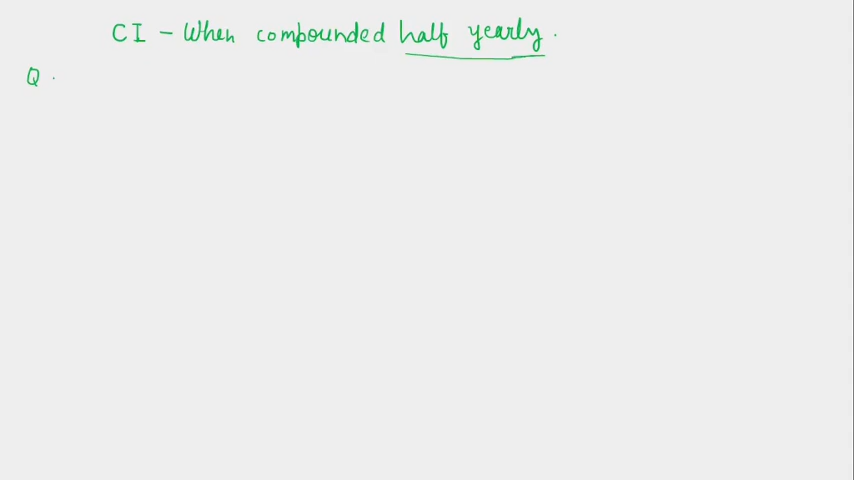 CI - When compounded half yearly.
Q.